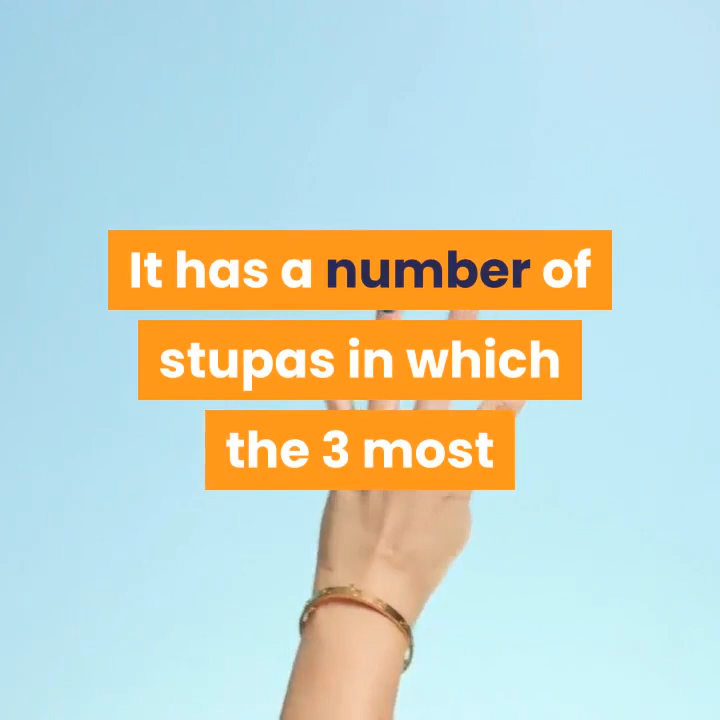 It has a number of
stupas in which
the 3 most